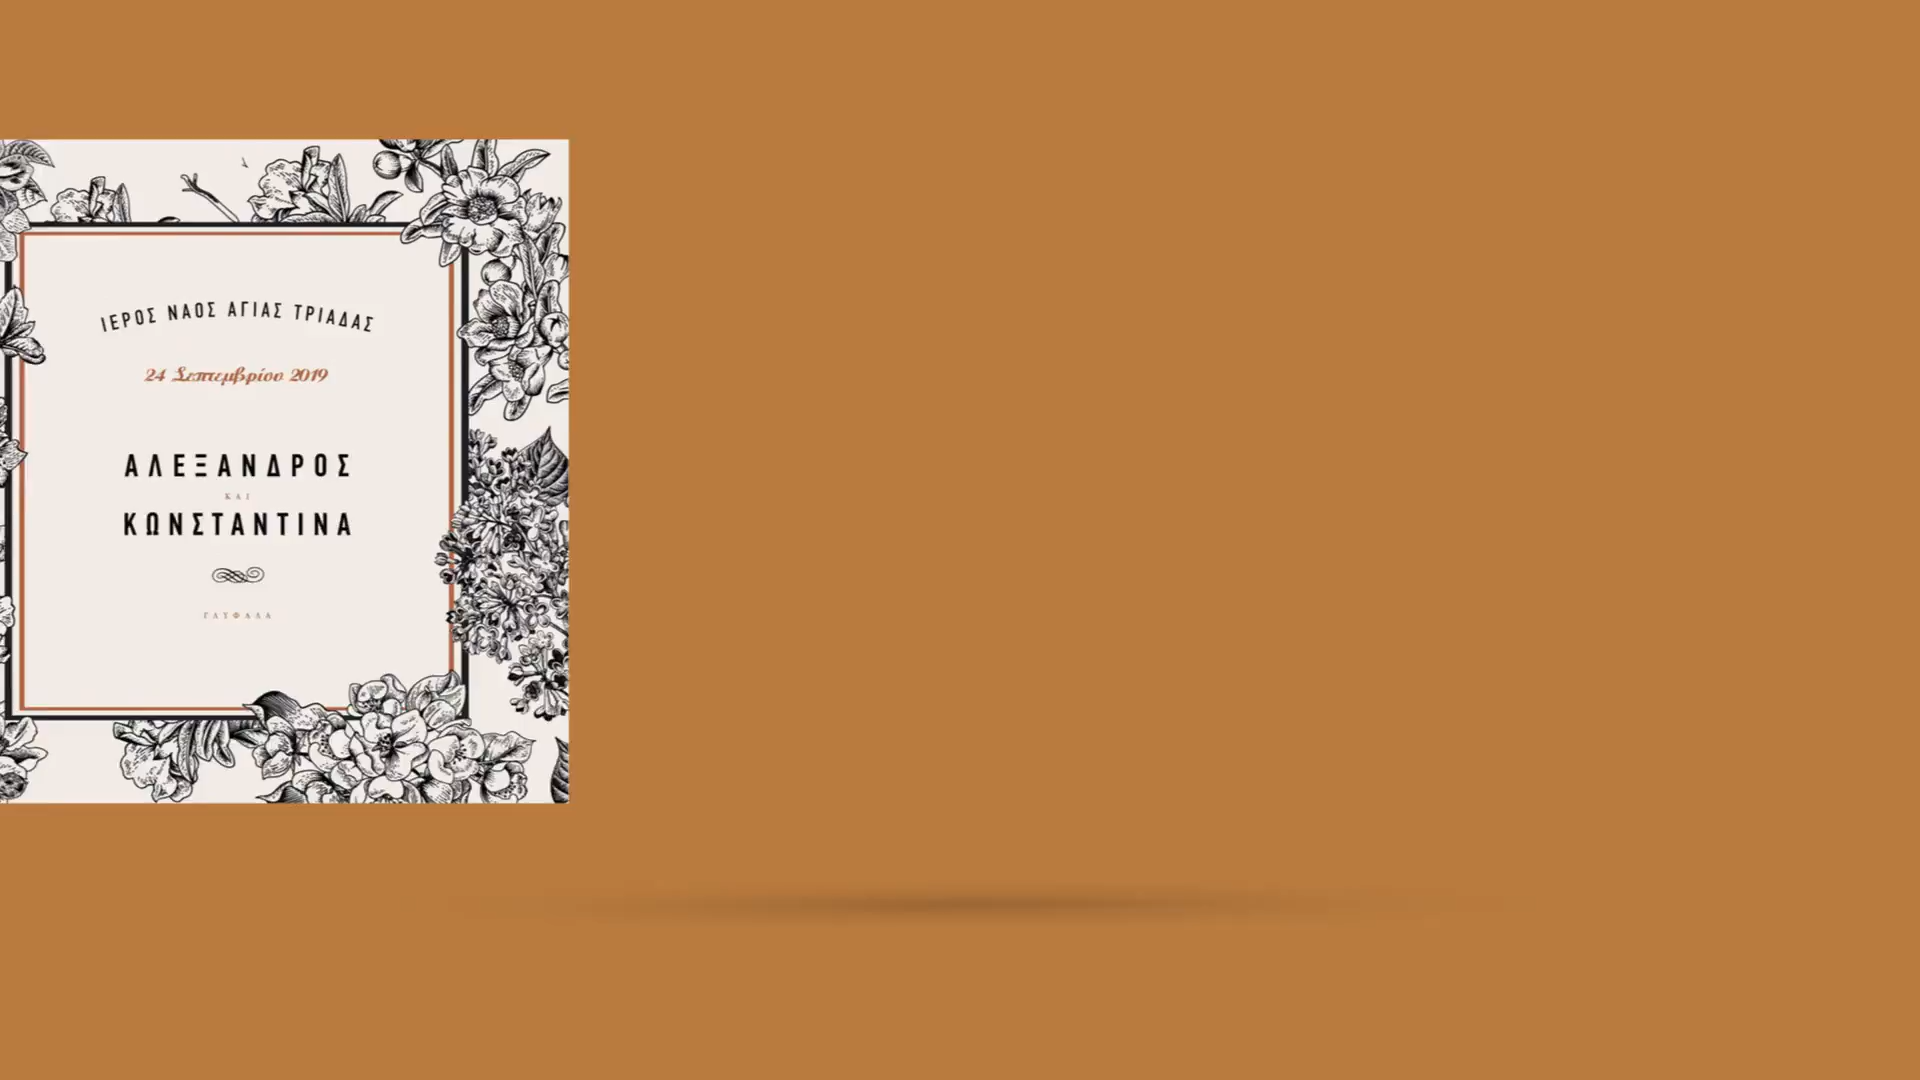 ΙΕΡΟΣ ΝΑΟΣ ΑΓΙΑΣ ΤΡΙΑΔΑΣ
24 Σεπτεμβρίου 2019
ΑΛΕΞΑΝΔΡΟΣ
ΚΑΙ
ΚΩΝΣΤΑΝΤΙΝΑ
ΓΛΥΦΑΔΑ